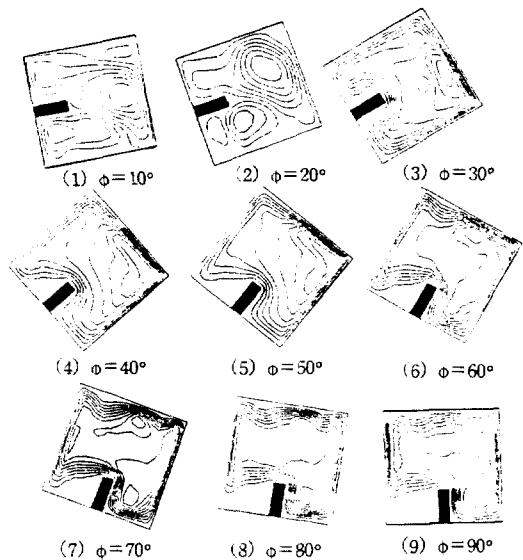 (1) Φ=10°
(2) Φ=20°
(3) Φ=30°
(4) Φ=40°
(5) Φ=50°
(6) Φ=60°
(7) Φ=70°
(8) Φ=80°
(9) Φ=90°